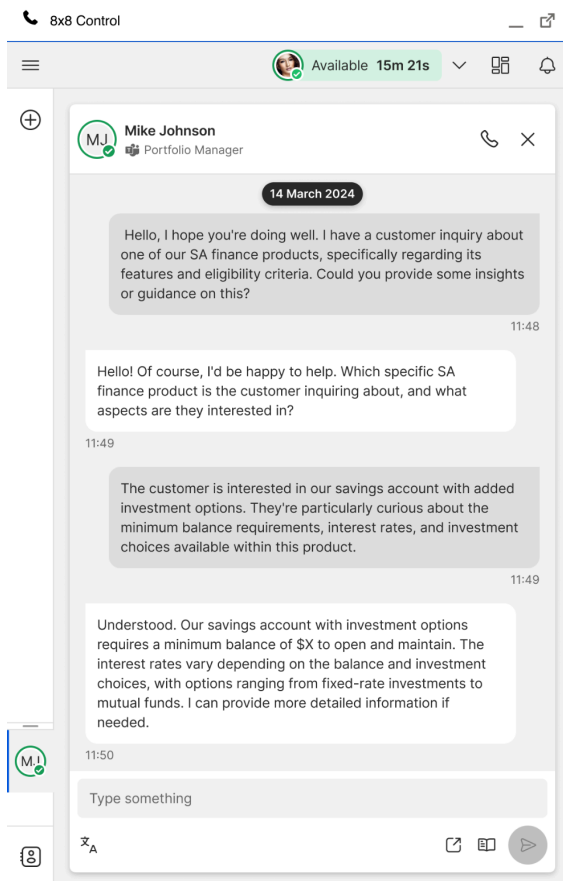 8x8 Control
Available 15m 21s
MJ
Mike Johnson
Portfolio Manager
14 March 2024
Hello, I hope you're doing well. I have a customer inquiry about
one of our SA finance products, specifically regarding its
features and eligibility criteria. Could you provide some insights
or guidance on this?
11:48
Hello! Of course, I'd be happy to help. Which specific SA
finance product is the customer inquiring about, and what
aspects are they interested in?
11:49
The customer is interested in our savings account with added
investment options. They're particularly curious about the
minimum balance requirements, interest rates, and investment
choices available within this product.
11:49
Understood. Our savings account with investment options
requires a minimum balance of $X to open and maintain. The
interest rates vary depending on the balance and investment
choices, with options ranging from fixed-rate investments to
mutual funds. I can provide more detailed information if
needed.
11:50
MJ
Type something